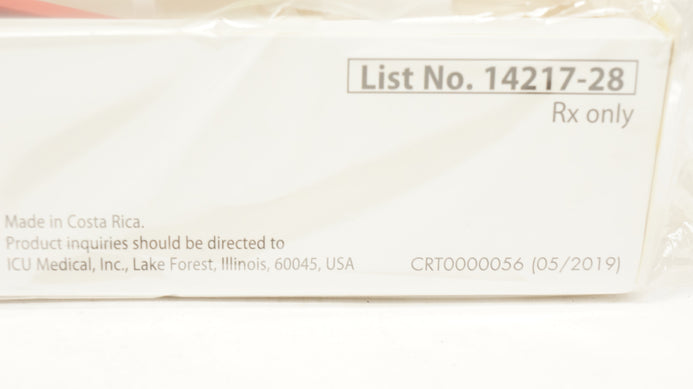 List No. 14217-28
Rx only
Made in Costa Rica.
Product inquiries should be directed to
ICU Medical, Inc., Lake Forest, Illinois, 60045, USA
CRT0000056 (05/2019)